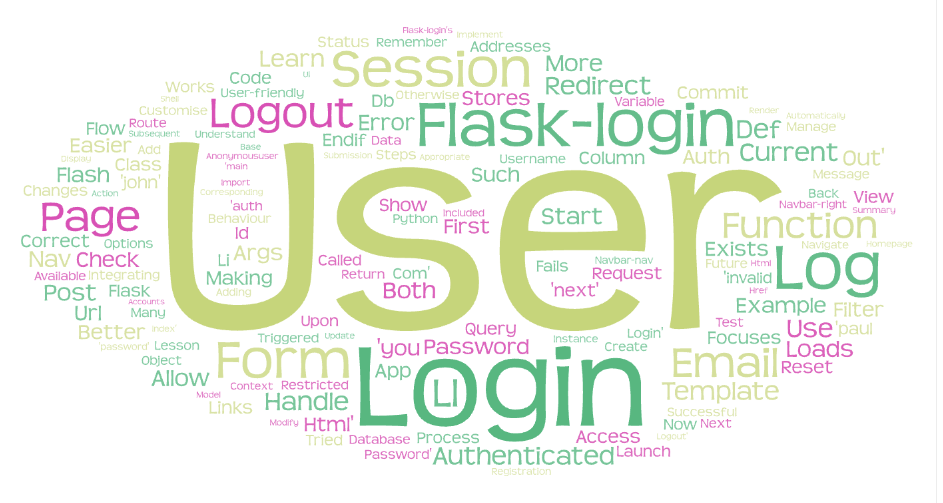 Flask-login's Implement
Status Remember Addresses
Learn Session More
Code Ui
Works User-friendly Db Otherwise Stores Redirect Variable Commit
Shell Customise Logout Error Flask-login Def Render Automatically Manage
Flow Route Subsequent Understand Endif Data
Easier Add Base Steps Appropriate Username Column Auth Current Out'
Display Class Anonymoususer Submission
Flash 'john' 'main Such Message
Changes Action Import Corresponding User Back View
Page 'auth Show Included Start Navbar-right Summary
Behaviour Python First Function
Correct Options Id Args Exists Navigate Homepage
Nav Check Li Called Fails Navbar-nav Future Html Log
Available Integrating Making Return Com' Request 'invalid
Post Flask Accounts Adding Both 'next' Href Example Filter
Url Many Upon Test Use 'paul
Better Index' Triggered Update Query Instance Login' Focuses
'password' Lesson 'you Password Create Loads
Object Form App Email Reset
Allow Context Restricted Login Li Template
Links Model Handle Successful
Modify Html' Now Next
Tried Database Process Access Logout'
Password' Authenticated Launch
Registration